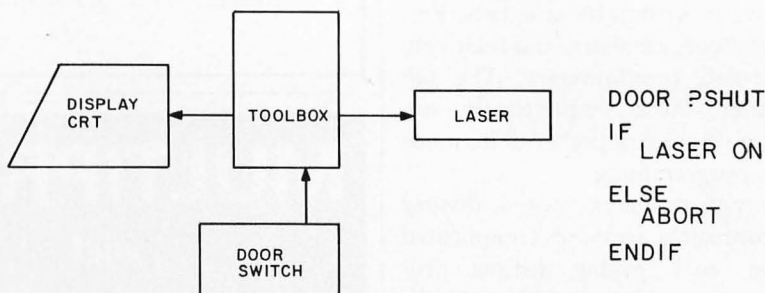 DISPLAY
CRT
TOOLBOX
LASER
DOOR
SWITCH
DOOR ?SHUT
IF
LASER ON
ELSE
ABORT
ENDIF